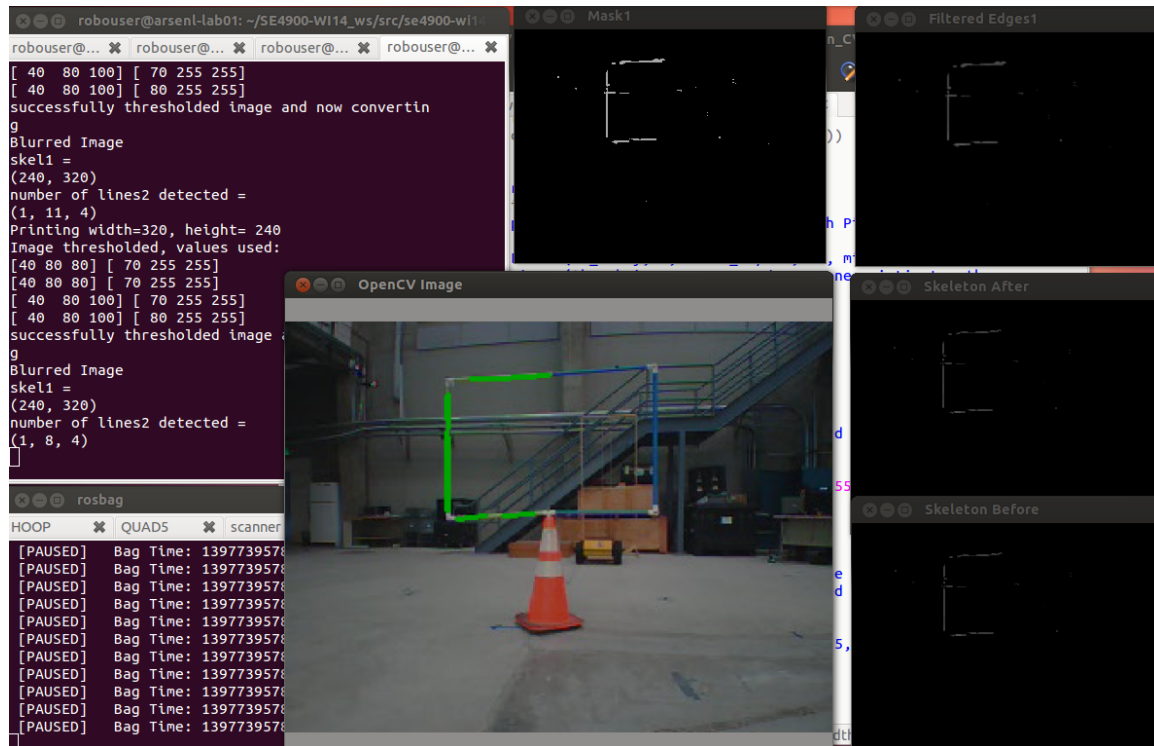 robouser@arsenl-lab01: ~/SE4900-WI14_ws/src/se4900-wi14
robouser@... robouser@... robouser@... robouser@...
[ 40  80 100] [ 70 255 255]
[ 40  80 100] [ 80 255 255]
successfully thresholded image and now convertin
g
Blurred Image
skel1 =
(240, 320)
number of lines2 detected =
(1, 11, 4)
Printing width=320, height= 240
Image thresholded, values used:
[40 80 80] [ 70 255 255]
[40 80 80] [ 70 255 255]
[ 40  80 100] [ 70 255 255]
[ 40  80 100] [ 80 255 255]
successfully thresholded image
g
Blurred Image
skel1 =
(240, 320)
number of lines2 detected =
(1, 8, 4)
rosbag
HOOP QUAD5 scanner
[PAUSED] Bag Time: 1397739578
[PAUSED] Bag Time: 1397739578
[PAUSED] Bag Time: 1397739578
[PAUSED] Bag Time: 1397739578
[PAUSED] Bag Time: 1397739578
[PAUSED] Bag Time: 1397739578
[PAUSED] Bag Time: 1397739578
[PAUSED] Bag Time: 1397739578
[PAUSED] Bag Time: 1397739578
[PAUSED] Bag Time: 1397739578
Mask1
Filtered Edges1
OpenCV Image
Skeleton After
Skeleton Before